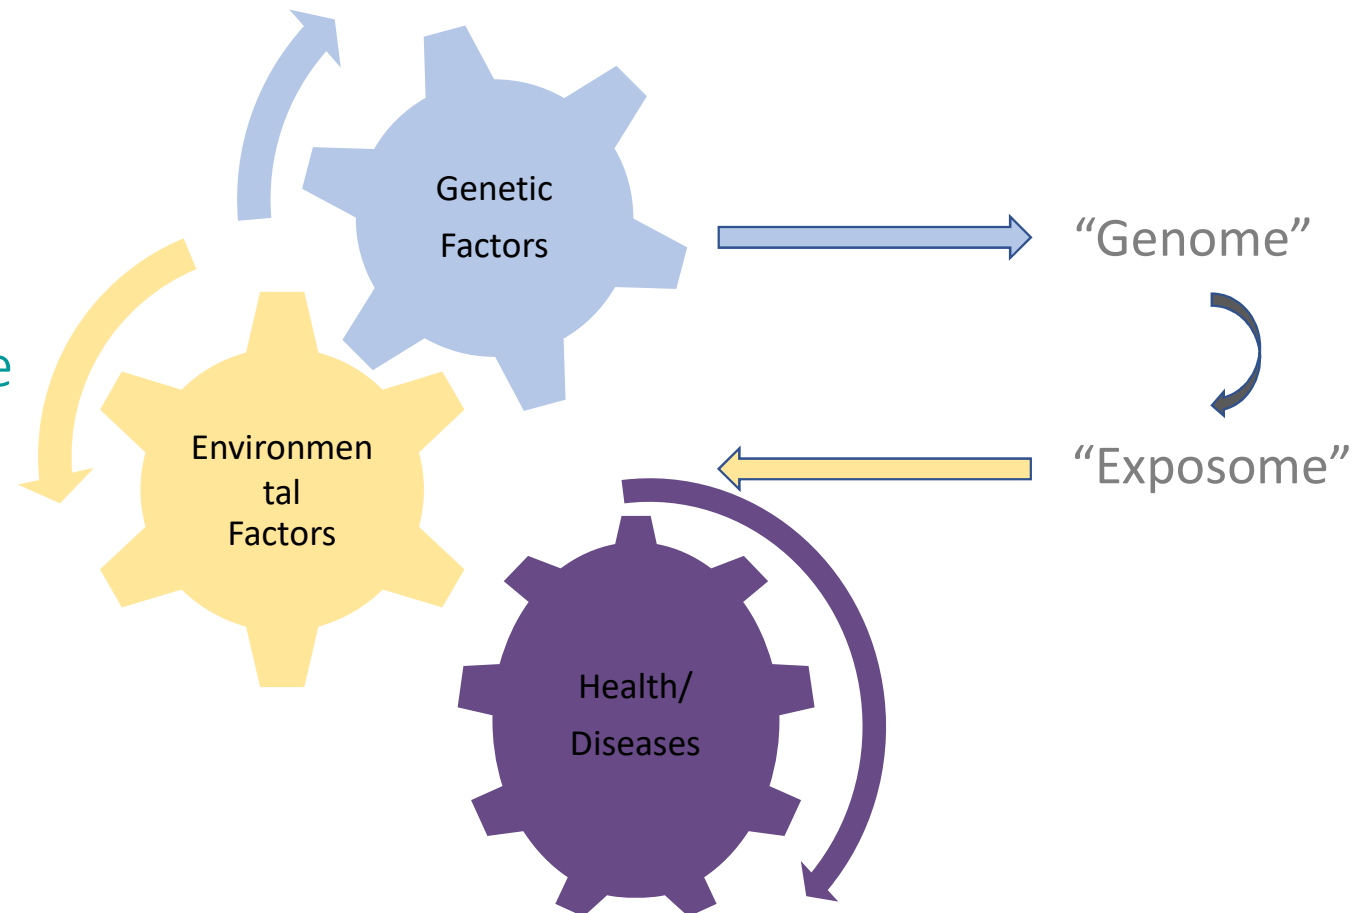 Genetic
Factors
“Genome”
e
Environmen
tal
Factors
“Exposome”
Health/
Diseases